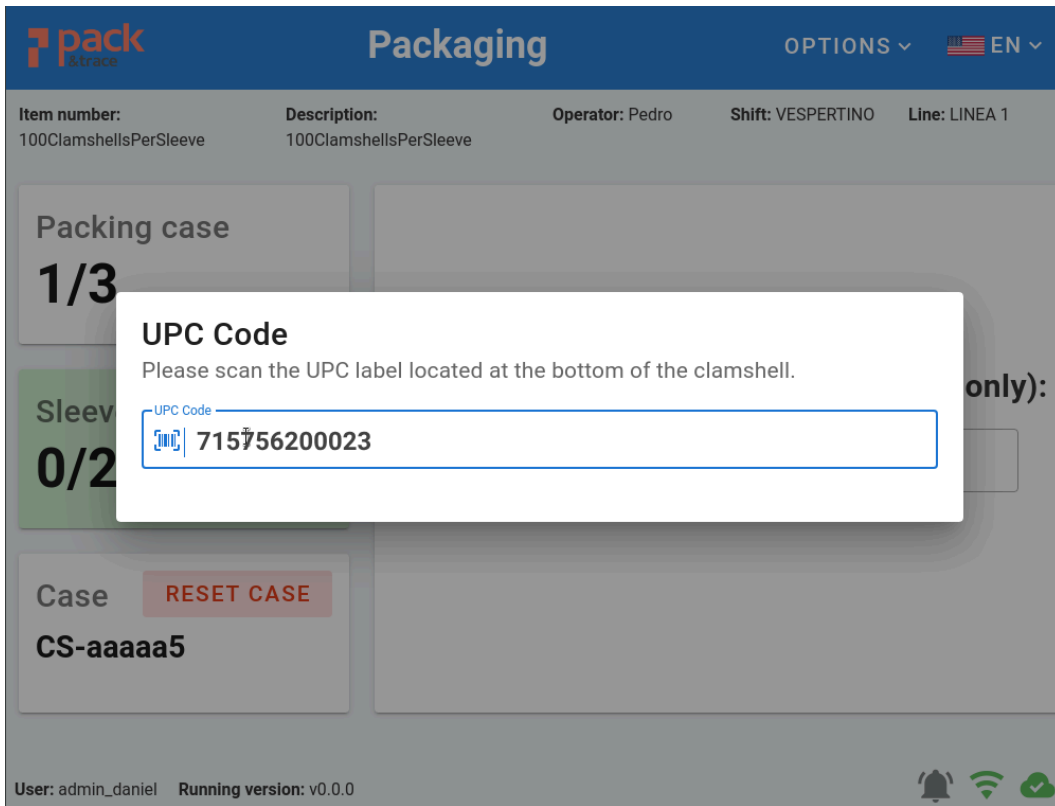 pack
&trace
Packaging
OPTIONS
EN
Item number:
100ClamshellsPerSleeve
Description:
100ClamshellsPerSleeve
Operator: Pedro
Shift: VESPERTINO
Line: LINEA 1
Packing case
1/3
UPC Code
Please scan the UPC label located at the bottom of the clamshell.
UPC Code
715756200023
only):
Sleev
0/2
Case
RESET CASE
CS-aaaaa5
User: admin_daniel
Running version: v0.0.0